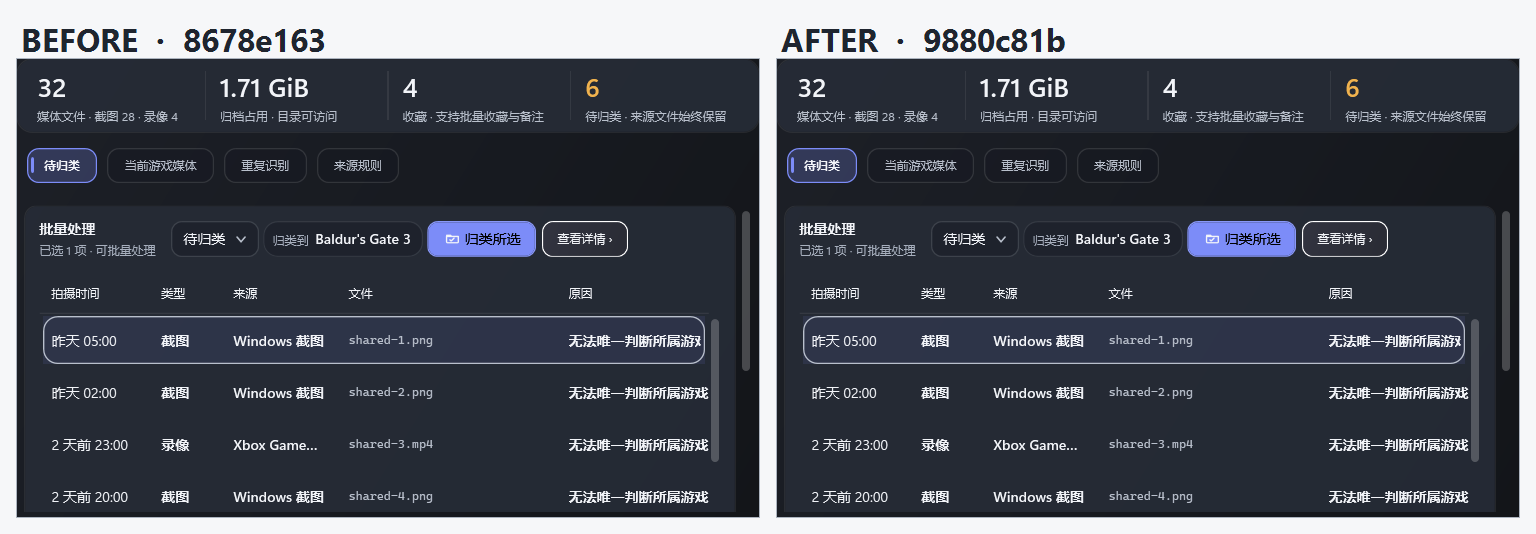 BEFORE · 8678e163
32
1.71 GiB
4
6
媒体文件 · 截图 28 · 录像 4
归档占用 · 目录可访问
收藏 · 支持批量收藏与备注
待归类 · 来源文件始终保留
待归类
当前游戏媒体
重复识别
来源规则
批量处理
已选 1 项 · 可批量处理
待归类
归类到 Baldur's Gate 3
归类所选
查看详情 ›
拍摄时间 类型 来源 文件 原因
昨天 05:00 截图 Windows 截图 shared-1.png 无法唯一判断所属游戏
昨天 02:00 截图 Windows 截图 shared-2.png 无法唯一判断所属游戏
2 天前 23:00 录像 Xbox Game... shared-3.mp4 无法唯一判断所属游戏
2 天前 20:00 截图 Windows 截图 shared-4.png 无法唯一判断所属游戏
AFTER · 9880c81b
32
1.71 GiB
4
6
媒体文件 · 截图 28 · 录像 4
归档占用 · 目录可访问
收藏 · 支持批量收藏与备注
待归类 · 来源文件始终保留
待归类
当前游戏媒体
重复识别
来源规则
批量处理
已选 1 项 · 可批量处理
待归类
归类到 Baldur's Gate 3
归类所选
查看详情 ›
拍摄时间 类型 来源 文件 原因
昨天 05:00 截图 Windows 截图 shared-1.png 无法唯一判断所属游戏
昨天 02:00 截图 Windows 截图 shared-2.png 无法唯一判断所属游戏
2 天前 23:00 录像 Xbox Game... shared-3.mp4 无法唯一判断所属游戏
2 天前 20:00 截图 Windows 截图 shared-4.png 无法唯一判断所属游戏